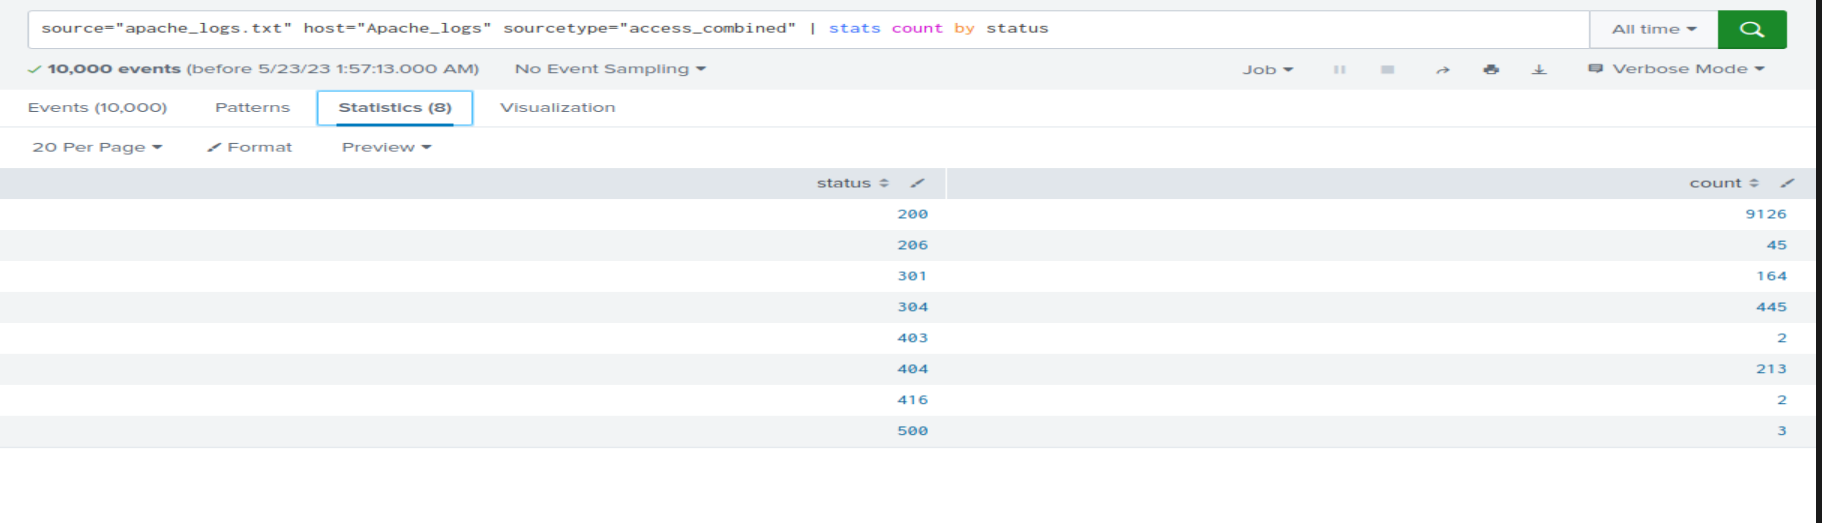 source="apache_logs.txt" host="Apache_logs" sourcetype="access_combined" | stats count by status All time
10,000 events (before 5/23/23 1:57:13.000 AM) No Event Sampling Job Verbose Mode
Events (10,000) Patterns Statistics (8) Visualization
20 Per Page Format Preview
status count
200 9126
206 45
301 164
304 445
403 2
404 213
416 2
500 3